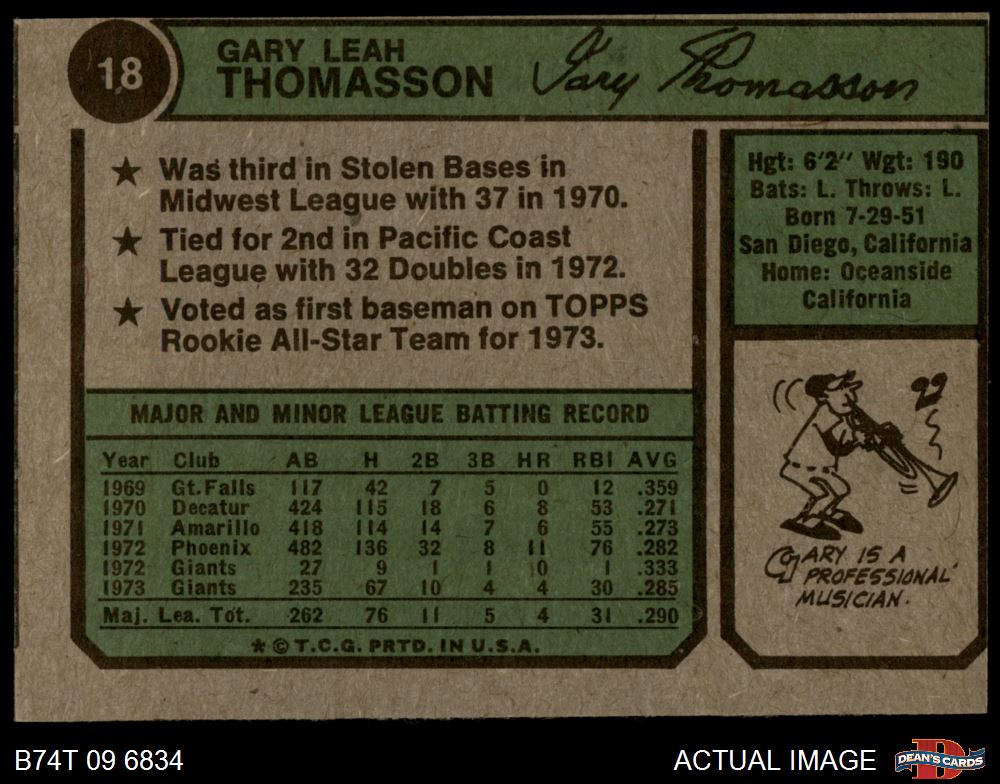 18
GARY LEAH
THOMASSON
Gary Thomasson
★ Was third in Stolen Bases in
Midwest League with 37 in 1970.
★ Tied for 2nd in Pacific Coast
League with 32 Doubles in 1972.
★ Voted as first baseman on TOPPS
Rookie All-Star Team for 1973.
MAJOR AND MINOR LEAGUE BATTING RECORD
Year Club AB H 2B 3B HR RBI AVG
1969 Gt. Falls 117 42 7 5 0 12 .359
1970 Decatur 424 115 18 6 8 53 .271
1971 Amarillo 418 114 14 7 6 55 .273
1972 Phoenix 482 136 32 8 11 76 .282
1972 Giants 27 9 1 1 0 1 .333
1973 Giants 235 67 10 4 4 30 .285
Maj. Lea. Tot. 262 76 11 5 4 31 .290
* © T.C.G. PRTD. IN U.S.A.
Hgt: 6'2" Wgt: 190
Bats: L. Throws: L.
Born 7-29-51
San Diego, California
Home: Oceanside
California
GARY IS A
PROFESSIONAL
MUSICIAN.
B74T 09 6834
ACTUAL IMAGE
D
DEAN'S CARDS